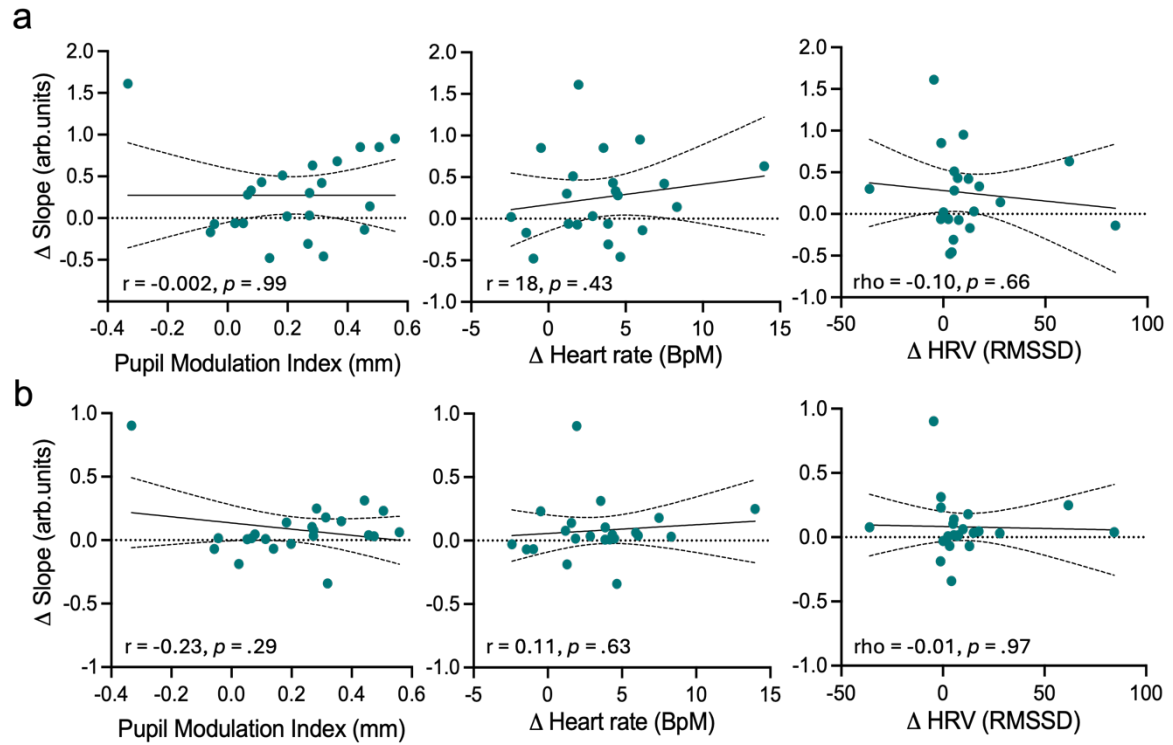 a
2.0
1.5
1.0
0.5
0.0
-0.5
-1.0
Δ Slope (arb.units)
r = -0.002, p = .99
-0.4 -0.2 0.0 0.2 0.4 0.6
Pupil Modulation Index (mm)
2.0
1.5
1.0
0.5
0.0
-0.5
-1.0
r = 18, p = .43
-5 0 5 10 15
Δ Heart rate (BpM)
2.0
1.5
1.0
0.5
0.0
-0.5
-1.0
rho = -0.10, p = .66
-50 0 50 100
Δ HRV (RMSSD)
b
1.0
0.5
0.0
-0.5
-1
Δ Slope (arb.units)
r = -0.23, p = .29
-0.4 -0.2 0.0 0.2 0.4 0.6
Pupil Modulation Index (mm)
1.0
0.5
0.0
-0.5
-1.0
r = 0.11, p = .63
-5 0 5 10 15
Δ Heart rate (BpM)
1.0
0.5
0.0
-0.5
-1.0
rho = -0.01, p = .97
-50 0 50 100
Δ HRV (RMSSD)